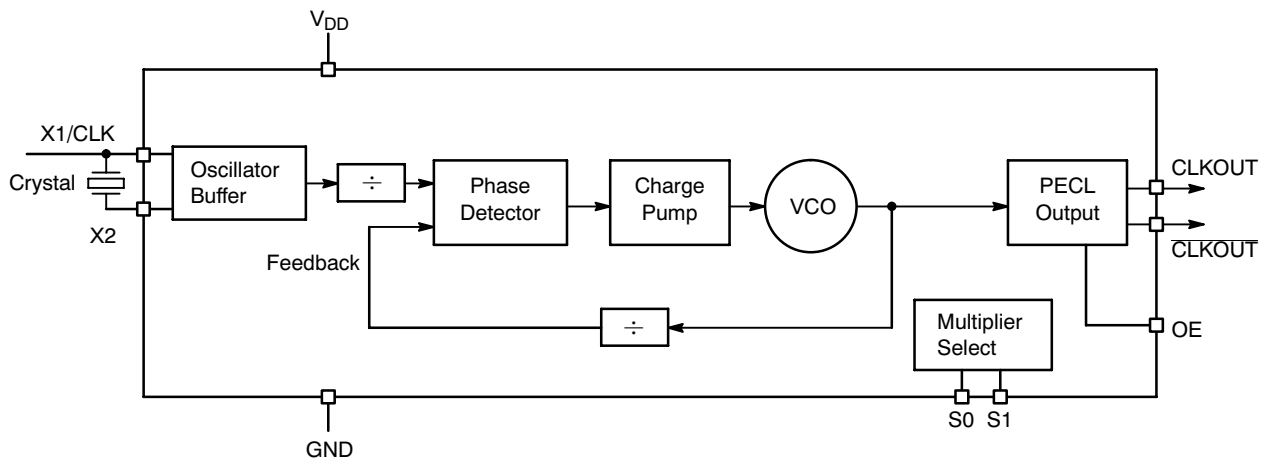 VDD
X1/CLK
Crystal
X2
Oscillator
Buffer
÷
Phase
Detector
Charge
Pump
VCO
PECL
Output
CLKOUT
CLKOUT
Feedback
÷
Multiplier
Select
OE
S0 S1
GND